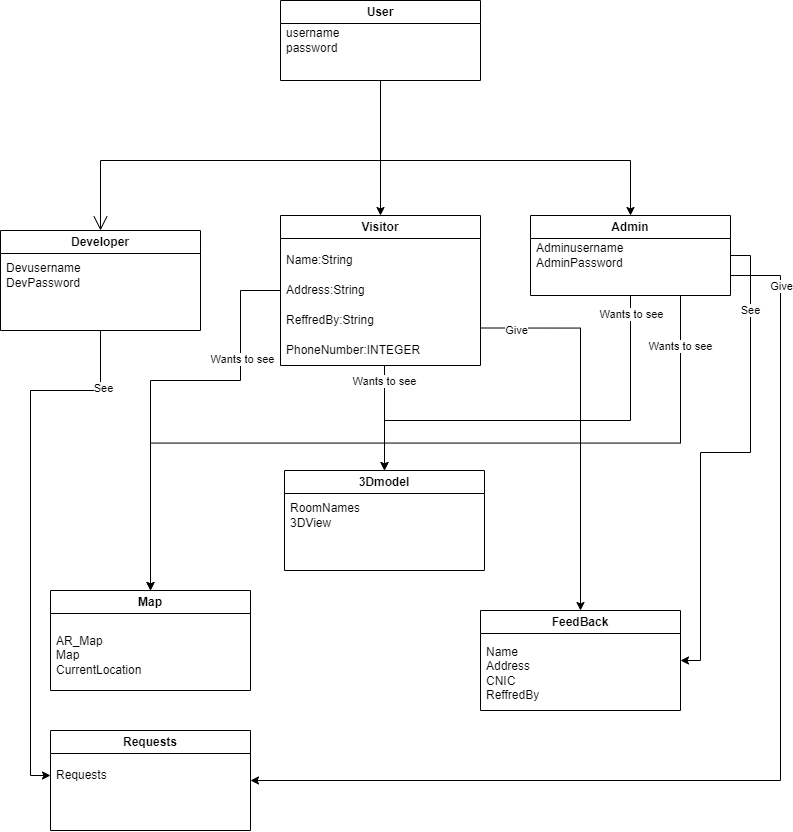 User
username
password
Developer
Devusername
DevPassword
Visitor
Name:String
Address:String
ReffredBy:String
PhoneNumber:INTEGER
Admin
Adminusername
AdminPassword
Give
See
Wants to see
Give
Wants to see
Wants to see
Wants to see
See
3Dmodel
RoomNames
3DView
Map
AR_Map
Map
CurrentLocation
FeedBack
Name
Address
CNIC
ReffredBy
Requests
Requests